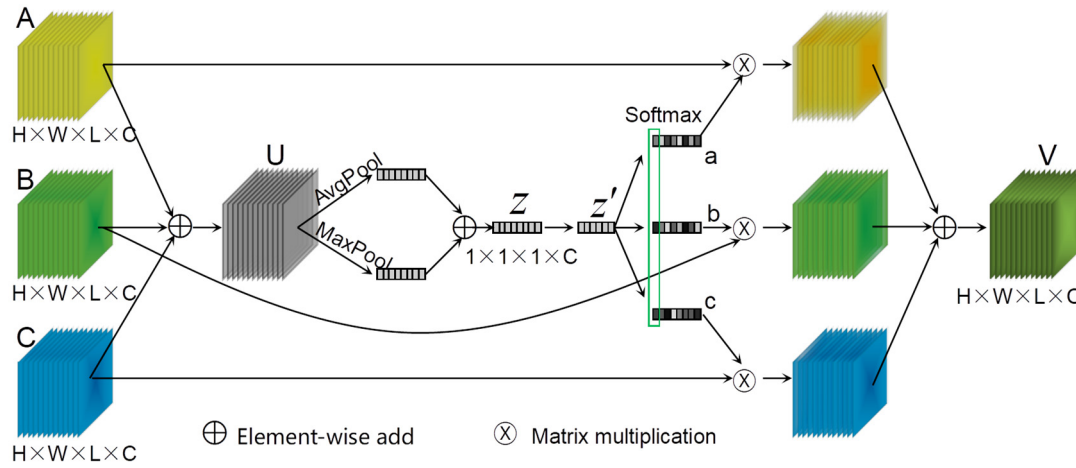 A
H×W×L×C
B
H×W×L×C
C
H×W×L×C
U
AvgPool
MaxPool
Z
1×1×1×C
Z′
Softmax
a
b
c
V
H×W×L×C
Element-wise add
Matrix multiplication